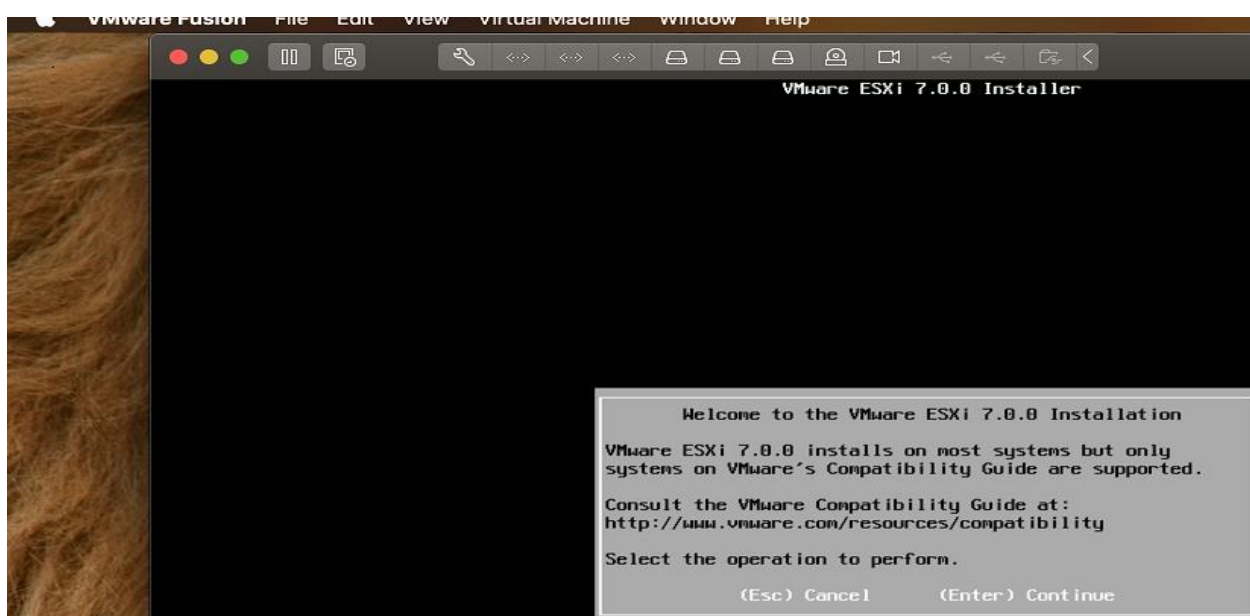 VMware Fusion File Edit View Virtual Machine Window Help
VMware ESXi 7.0.0 Installer
Welcome to the VMware ESXi 7.0.0 Installation
VMware ESXi 7.0.0 installs on most systems but only
systems on VMware's Compatibility Guide are supported.
Consult the VMware Compatibility Guide at:
http://www.vmware.com/resources/compatibility
Select the operation to perform.
(Esc) Cancel (Enter) Continue